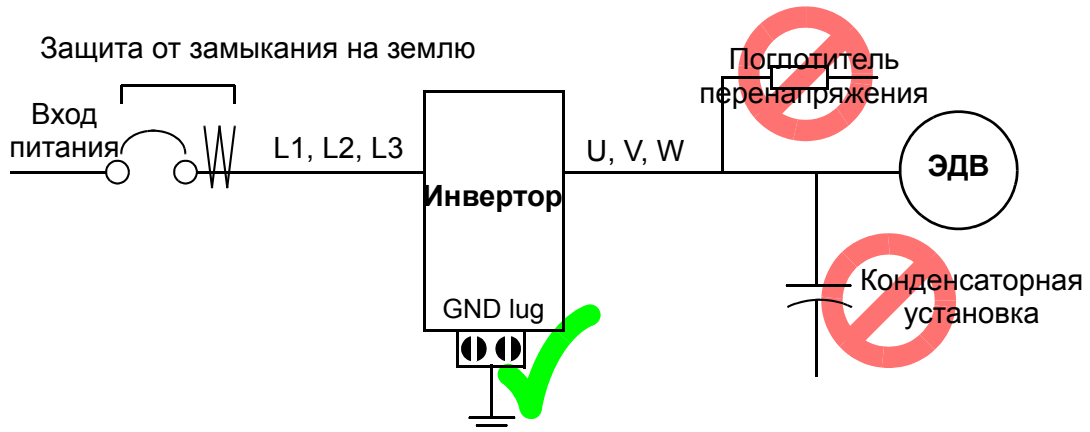 Защита от замыкания на землю
Вход
питания
L1, L2, L3
Инвертор
GND lug
U, V, W
Поглотитель
перенапряжения
ЭДВ
Конденсаторная
установка